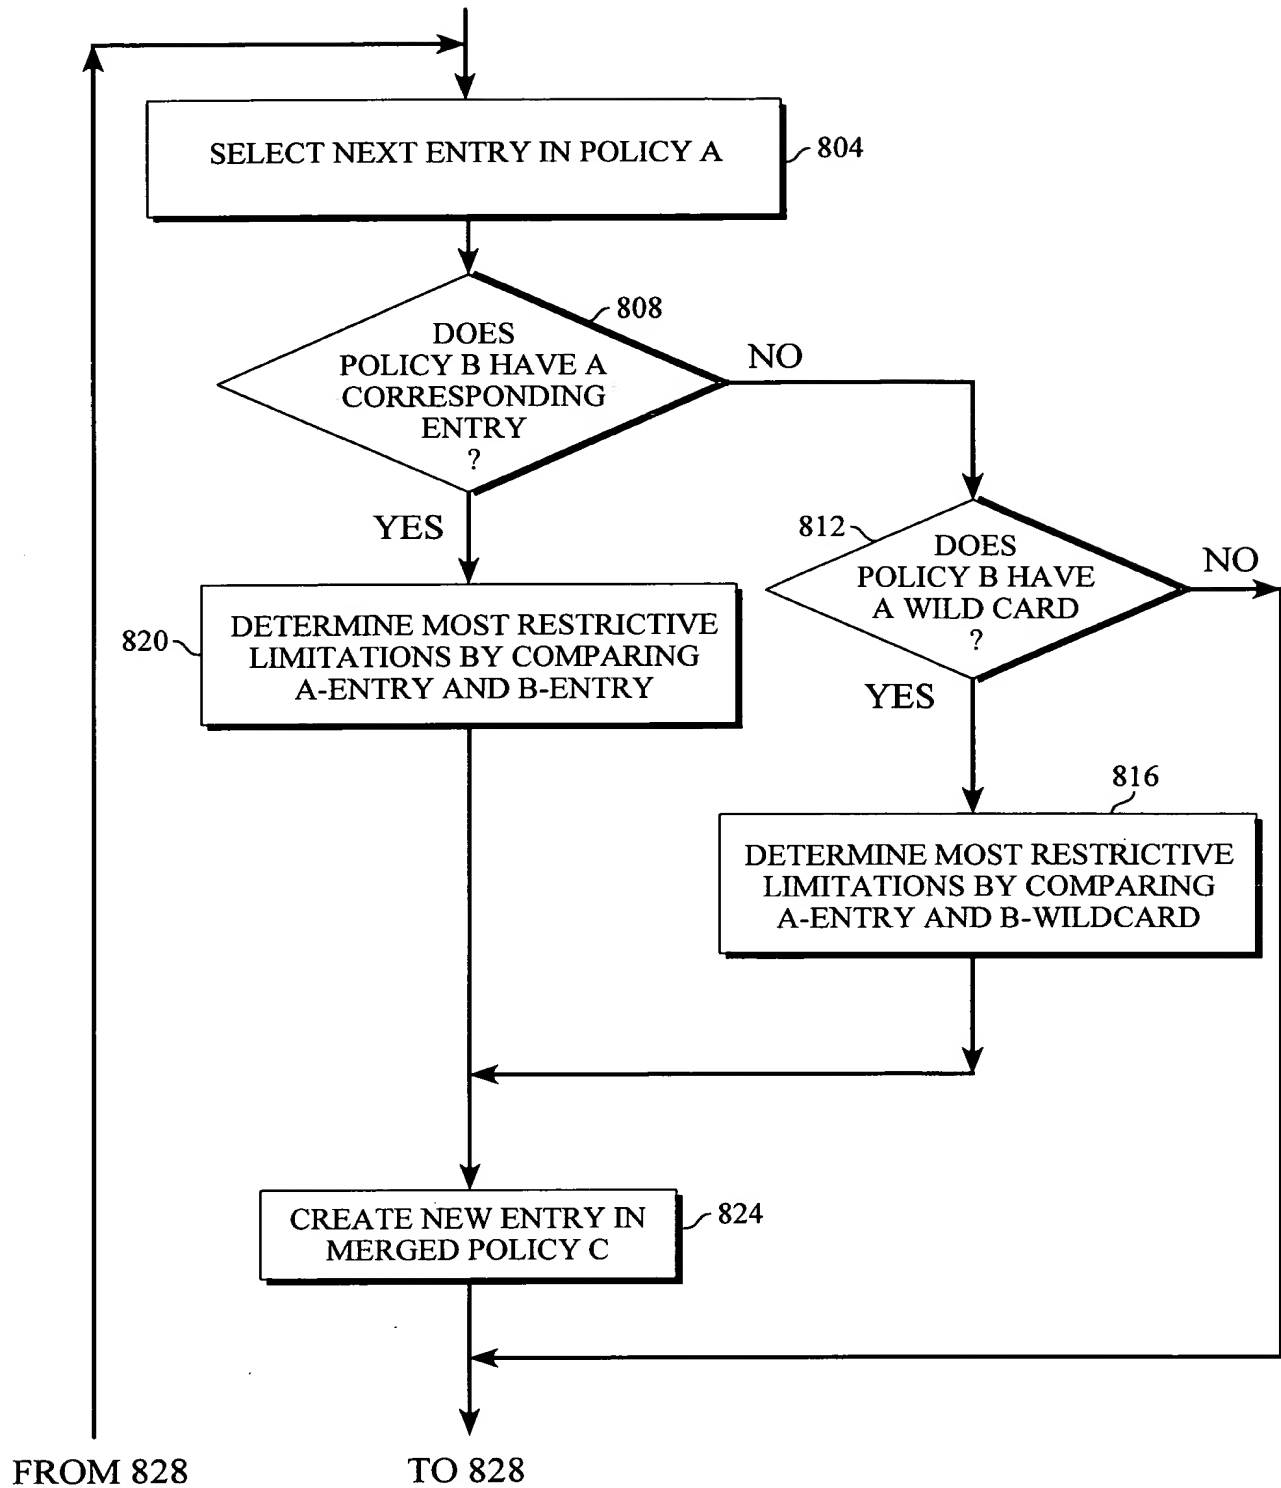 SELECT NEXT ENTRY IN POLICY A
804
808
DOES
POLICY B HAVE A
CORRESPONDING
ENTRY
?
NO
YES
812
DOES
POLICY B HAVE
A WILD CARD
?
NO
YES
820
DETERMINE MOST RESTRICTIVE
LIMITATIONS BY COMPARING
A-ENTRY AND B-ENTRY
816
DETERMINE MOST RESTRICTIVE
LIMITATIONS BY COMPARING
A-ENTRY AND B-WILDCARD
CREATE NEW ENTRY IN
MERGED POLICY C
824
FROM 828
TO 828